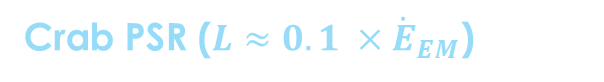 Crab PSR (𝑳 ≈ 𝟎.𝟏 × 𝑬̇_𝑬𝑴)